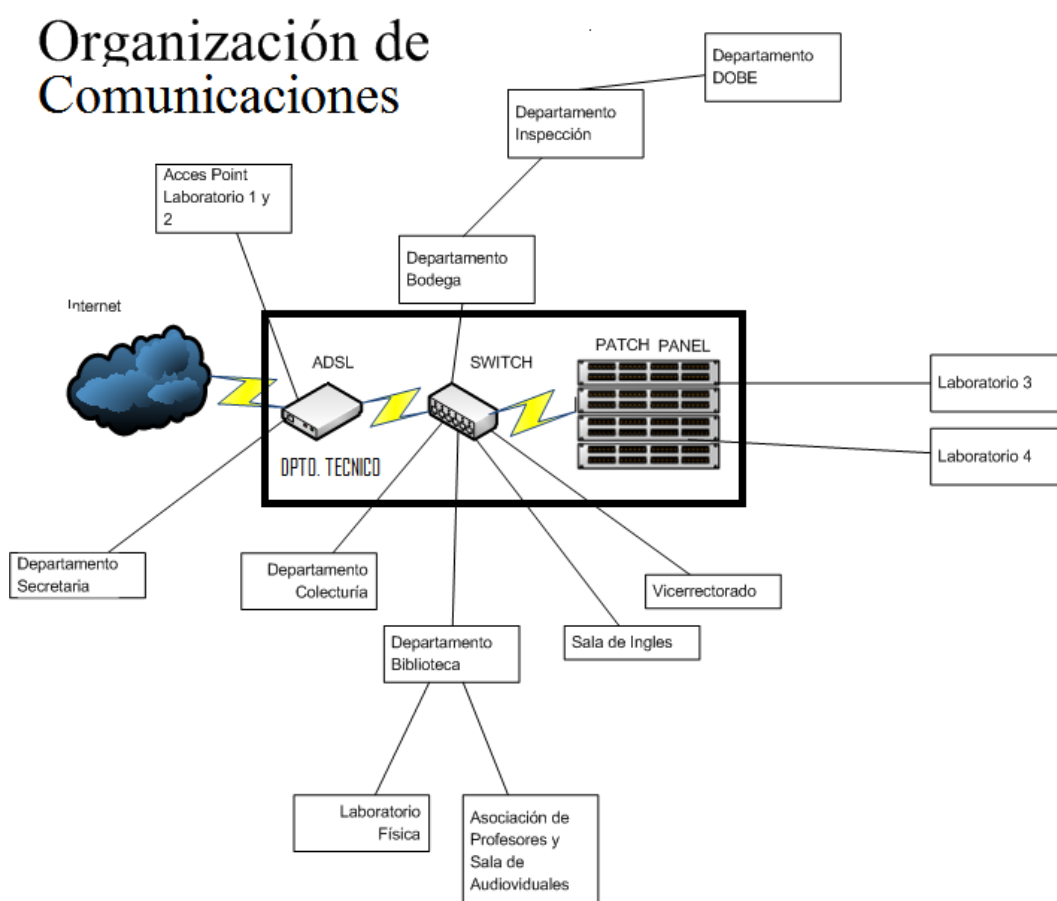 Organización de
Comunicaciones
Departamento
DOBE
Departamento
Inspección
Acces Point
Laboratorio 1 y
2
Departamento
Bodega
Internet
ADSL
SWITCH
PATCH PANEL
DPTO. TECNICO
Laboratorio 3
Laboratorio 4
Departamento
Secretaria
Departamento
Colecturía
Vicerrectorado
Departamento
Biblioteca
Sala de Ingles
Laboratorio
Física
Asociación de
Profesores y
Sala de
Audioviduales